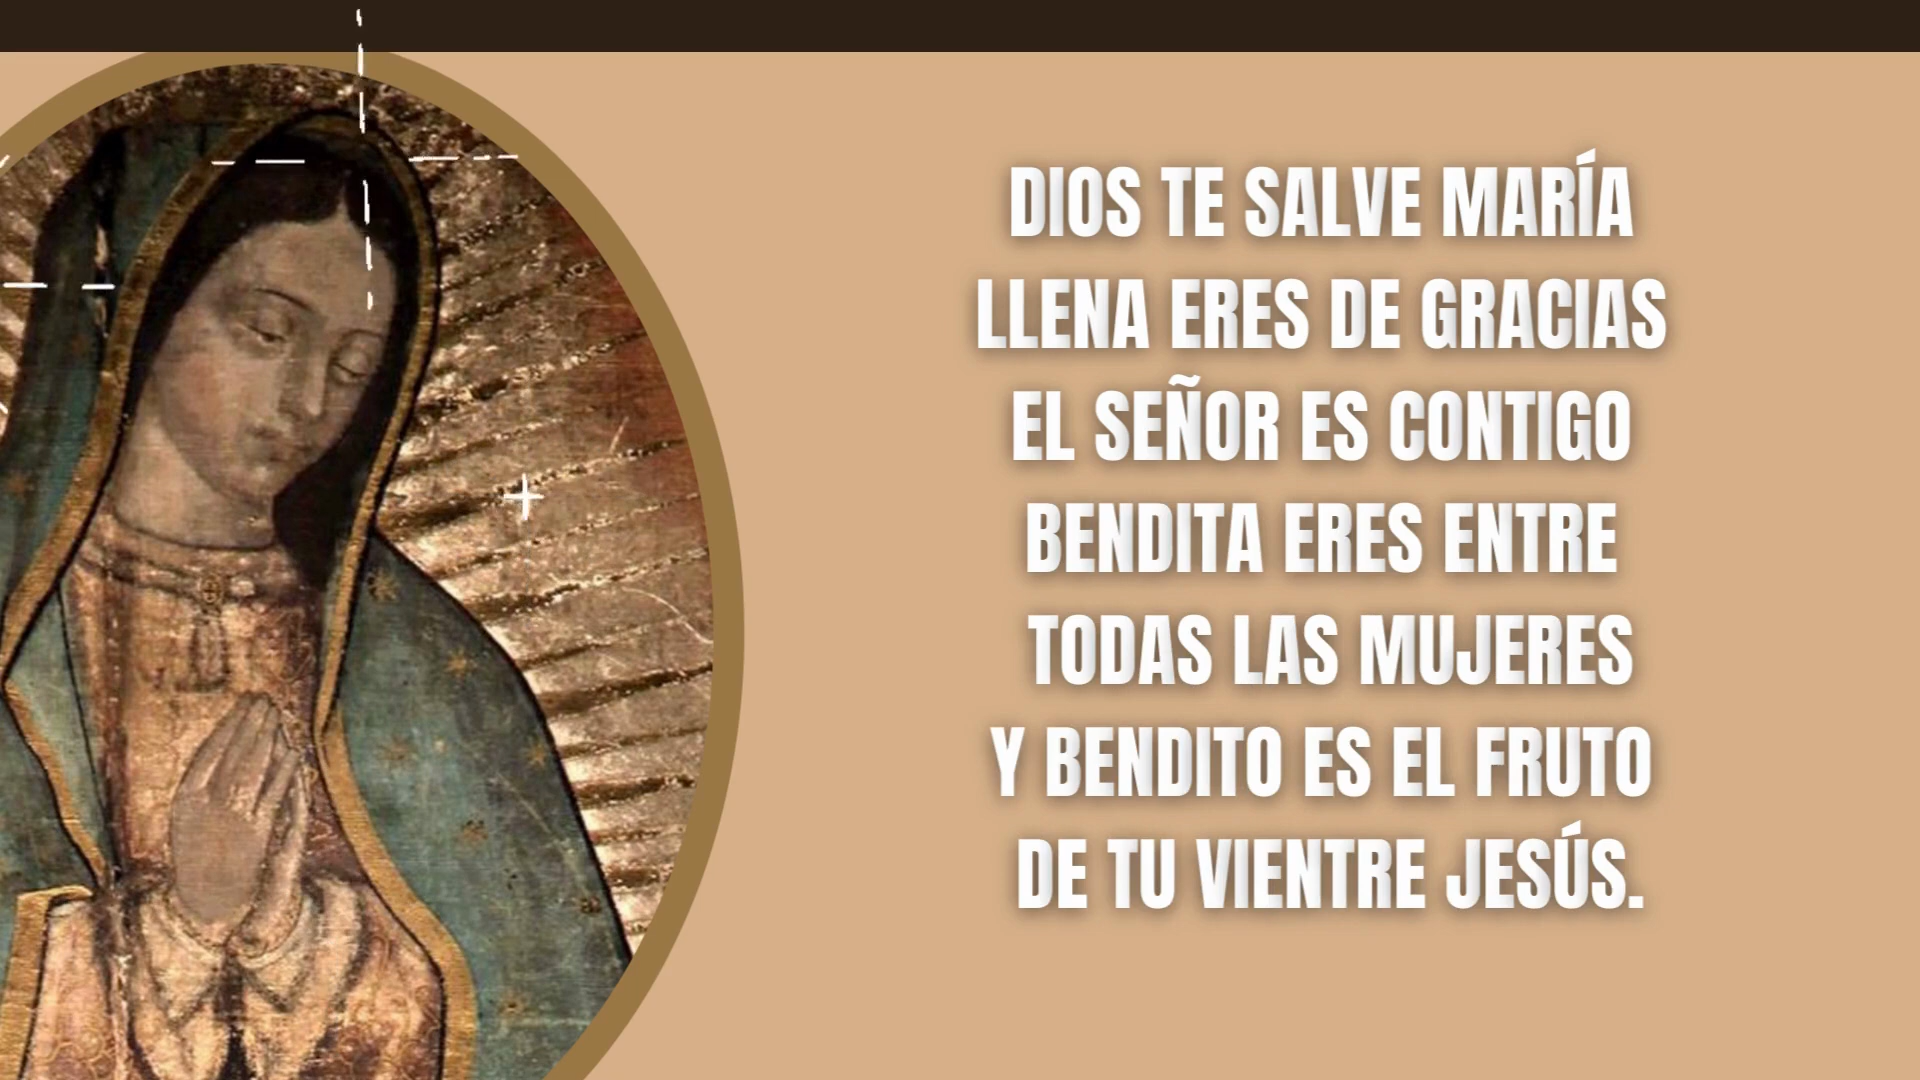 DIOS TE SALVE MARÍA
LLENA ERES DE GRACIAS
EL SEÑOR ES CONTIGO
BENDITA ERES ENTRE
TODAS LAS MUJERES
Y BENDITO ES EL FRUTO
DE TU VIENTRE JESÚS.